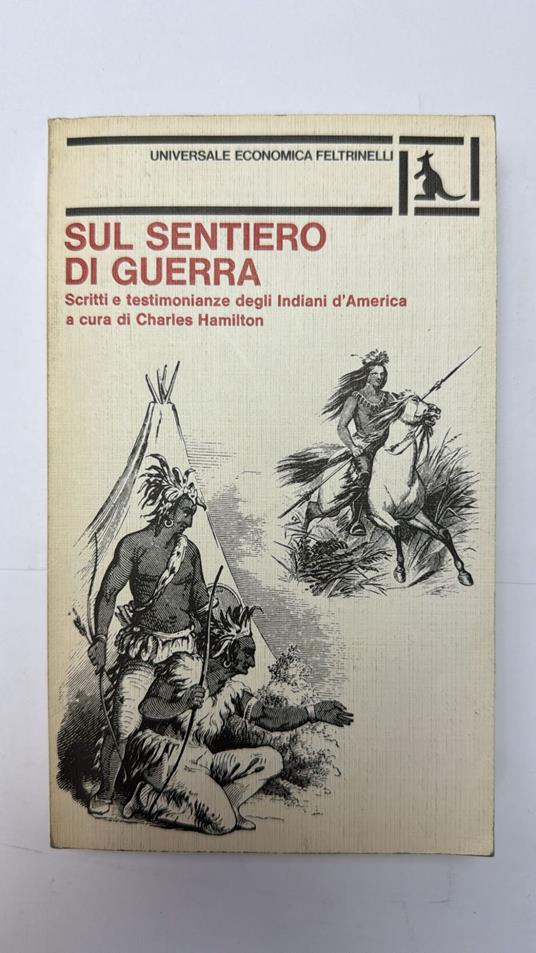 UNIVERSALE ECONOMICA FELTRINELLI
SUL SENTIERO
DI GUERRA
Scritti e testimonianze degli Indiani d'America
a cura di Charles Hamilton